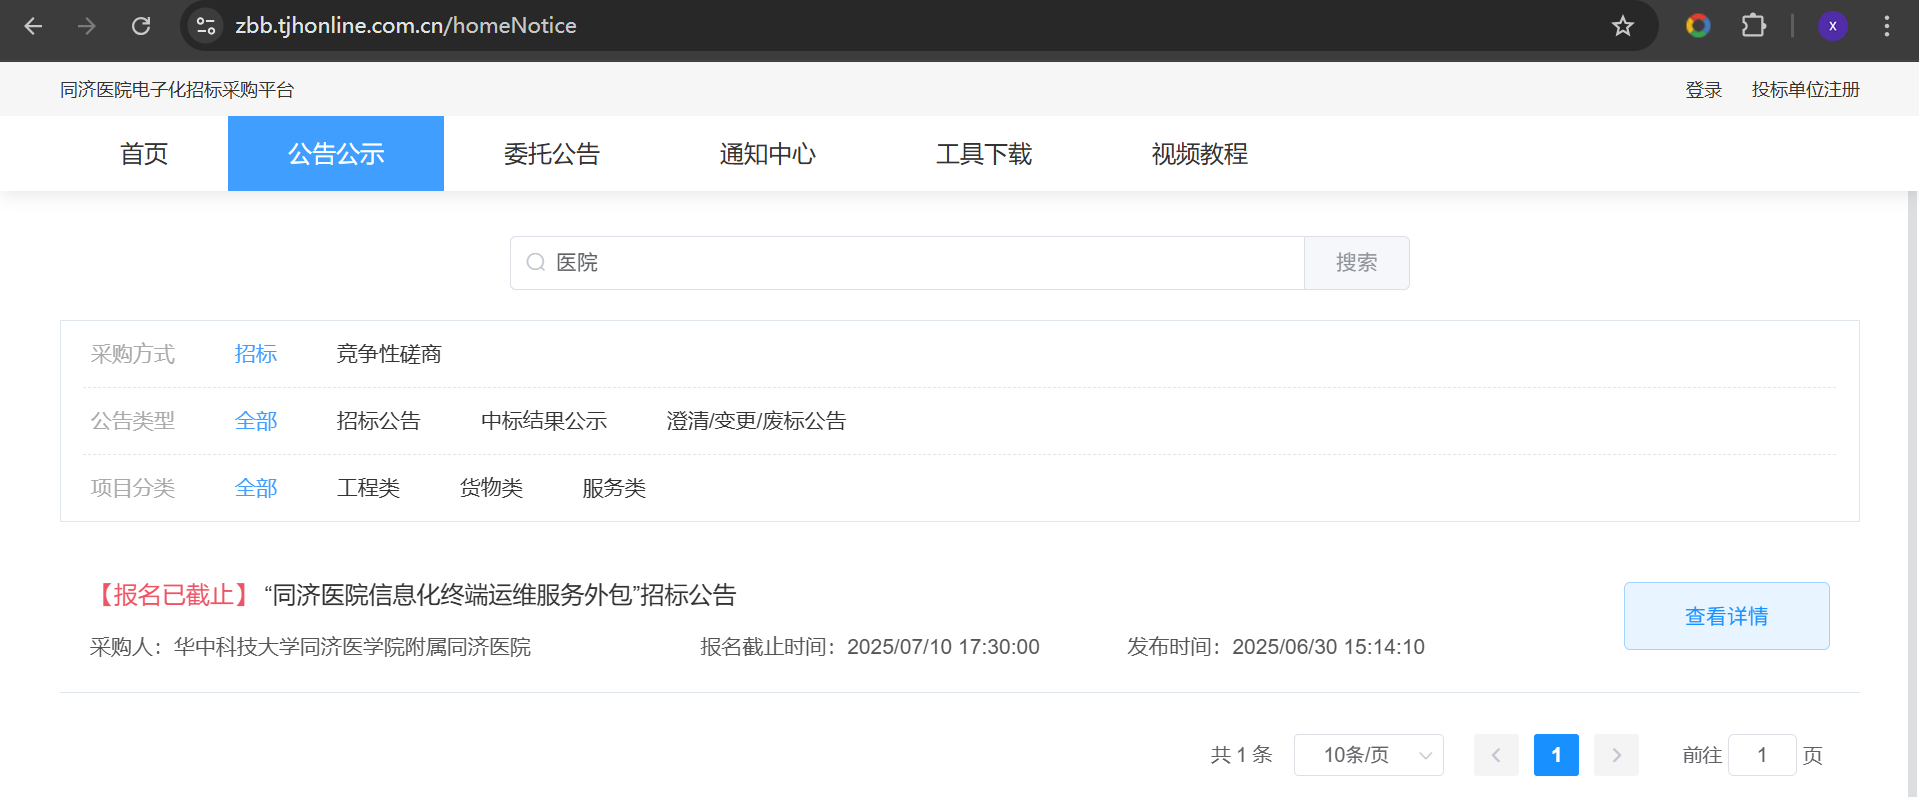 zbb.tjhonline.com.cn/homeNotice
x
同济医院电子化招标采购平台 登录 投标单位注册
首页 公告公示 委托公告 通知中心 工具下载 视频教程
医院 搜索
采购方式 招标 竞争性磋商
公告类型 全部 招标公告 中标结果公示 澄清/变更/废标公告
项目分类 全部 工程类 货物类 服务类
【报名已截止】 “同济医院信息化终端运维服务外包”招标公告
查看详情
采购人：华中科技大学同济医学院附属同济医院 报名截止时间：2025/07/10 17:30:00 发布时间：2025/06/30 15:14:10
共 1 条 10条/页 1 前往 1 页